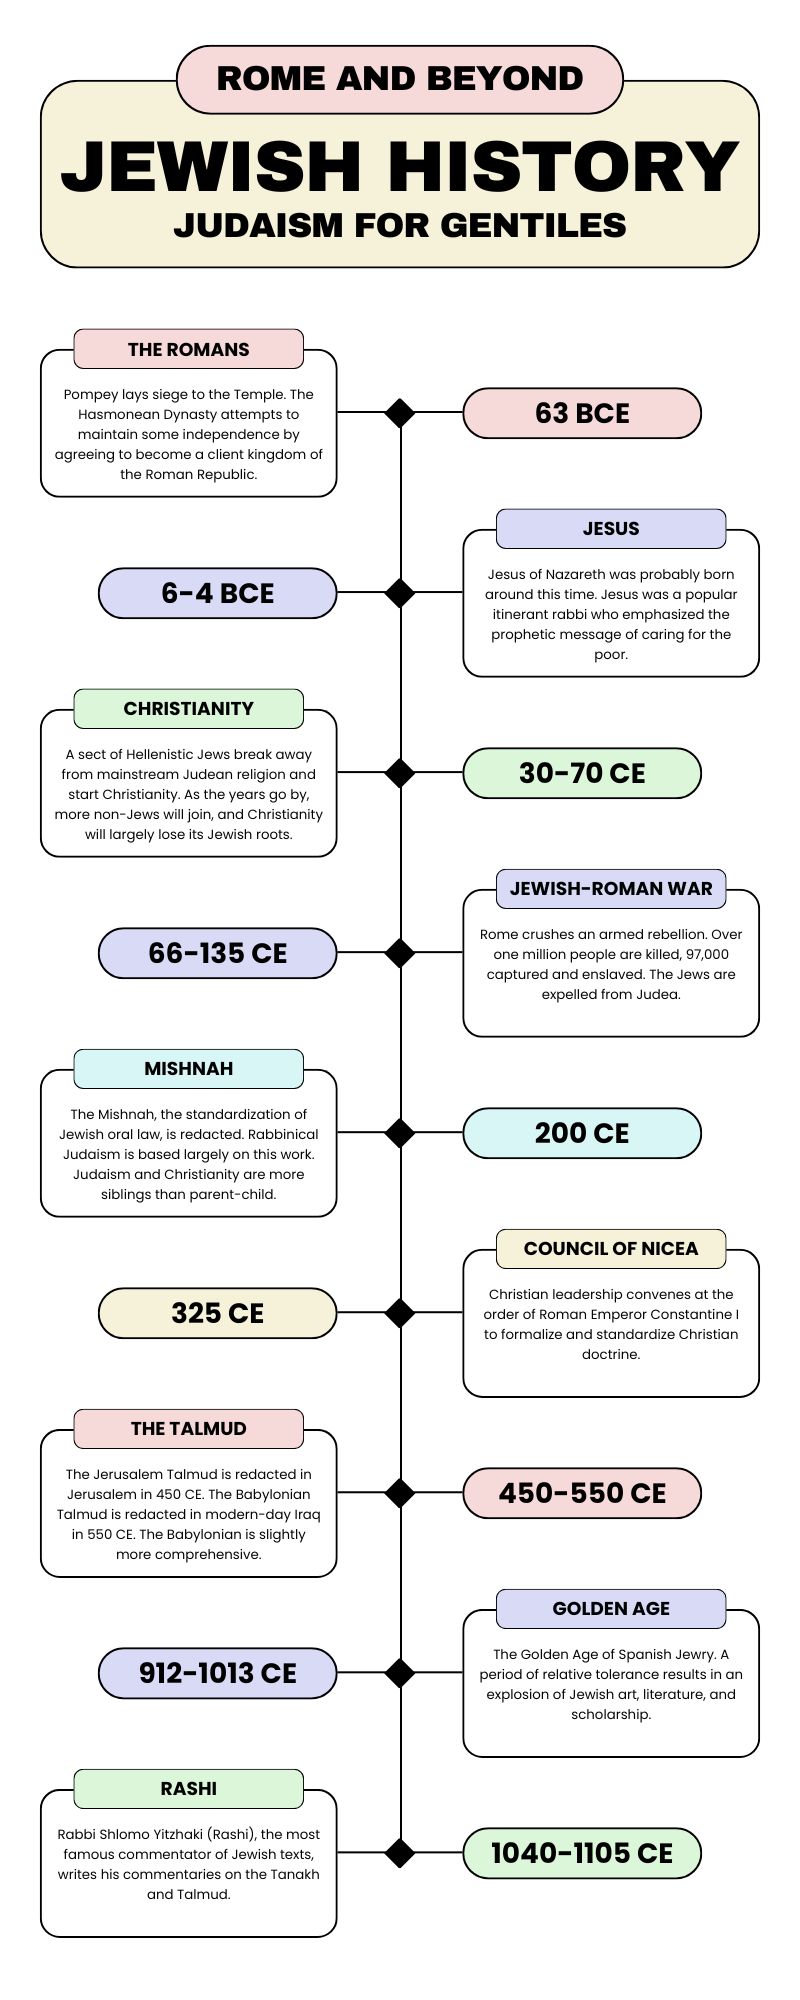 ROME AND BEYOND
JEWISH HISTORY
JUDAISM FOR GENTILES
THE ROMANS
Pompey lays siege to the Temple. The
Hasmonean Dynasty attempts to
maintain some independence by
agreeing to become a client kingdom of
the Roman Republic.
63 BCE
JESUS
Jesus of Nazareth was probably born
around this time. Jesus was a popular
itinerant rabbi who emphasized the
prophetic message of caring for the
poor.
6-4 BCE
CHRISTIANITY
A sect of Hellenistic Jews break away
from mainstream Judean religion and
start Christianity. As the years go by,
more non-Jews will join, and Christianity
will largely lose its Jewish roots.
30-70 CE
JEWISH-ROMAN WAR
Rome crushes an armed rebellion. Over
one million people are killed, 97,000
captured and enslaved. The Jews are
expelled from Judea.
66-135 CE
MISHNAH
The Mishnah, the standardization of
Jewish oral law, is redacted. Rabbinical
Judaism is based largely on this work.
Judaism and Christianity are more
siblings than parent-child.
200 CE
COUNCIL OF NICEA
Christian leadership convenes at the
order of Roman Emperor Constantine I
to formalize and standardize Christian
doctrine.
325 CE
THE TALMUD
The Jerusalem Talmud is redacted in
Jerusalem in 450 CE. The Babylonian
Talmud is redacted in modern-day Iraq
in 550 CE. The Babylonian is slightly
more comprehensive.
450-550 CE
GOLDEN AGE
The Golden Age of Spanish Jewry. A
period of relative tolerance results in an
explosion of Jewish art, literature, and
scholarship.
912-1013 CE
RASHI
Rabbi Shlomo Yitzhaki (Rashi), the most
famous commentator of Jewish texts,
writes his commentaries on the Tanakh
and Talmud.
1040-1105 CE